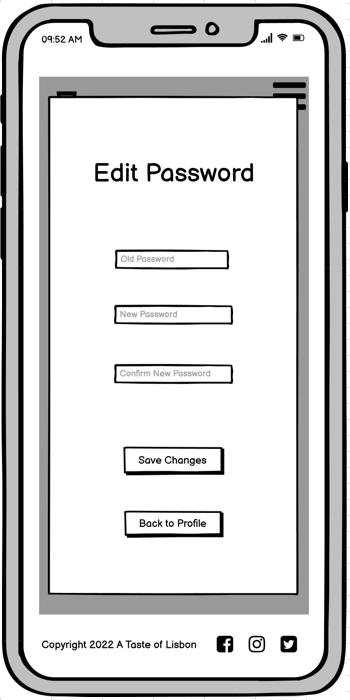 09:52 AM
Edit Password
Old Password
New Password
Confirm New Password
Save Changes
Back to Profile
Copyright 2022 A Taste of Lisbon